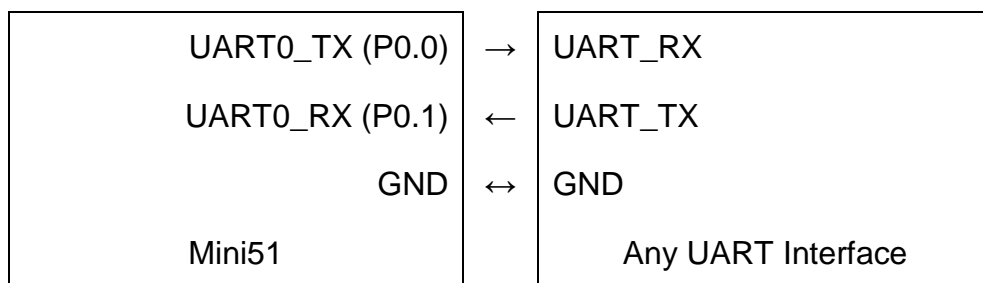 UART0_TX (P0.0) → UART_RX
UART0_RX (P0.1) ← UART_TX
GND ↔ GND
Mini51 Any UART Interface